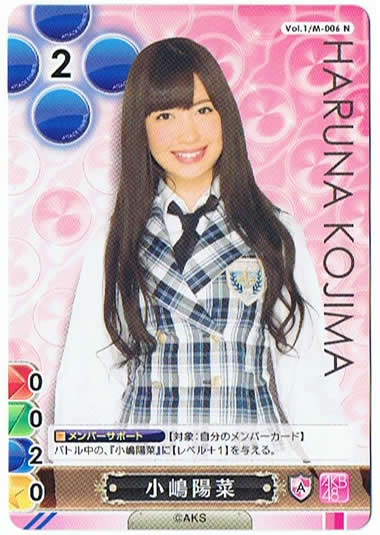 Vol.1/M-006 N
2
HARUNA KOJIMA
0
0
2
0
メンバーサポート 【対象:自分のメンバーカード】
バトル中の、『小嶋陽菜』に【レベル+1】を与える。
小嶋陽菜
A
AKB
48
©AKS